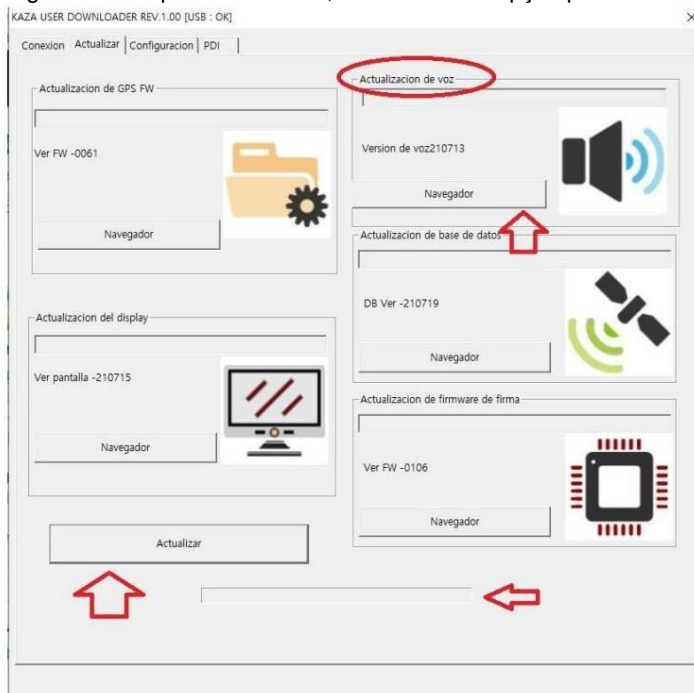 KAZA USER DOWNLOADER REV.1.00 [USB : OK]
Conexion Actualizar Configuracion PDI
Actualizacion de GPS FW
Ver FW -0061
Navegador
Actualizacion del display
Ver pantalla -210715
Navegador
Actualizar
Actualizacion de voz
Version de voz210713
Navegador
Actualizacion de base de datos
DB Ver -210719
Navegador
Actualizacion de firmware de firma
Ver FW -0106
Navegador